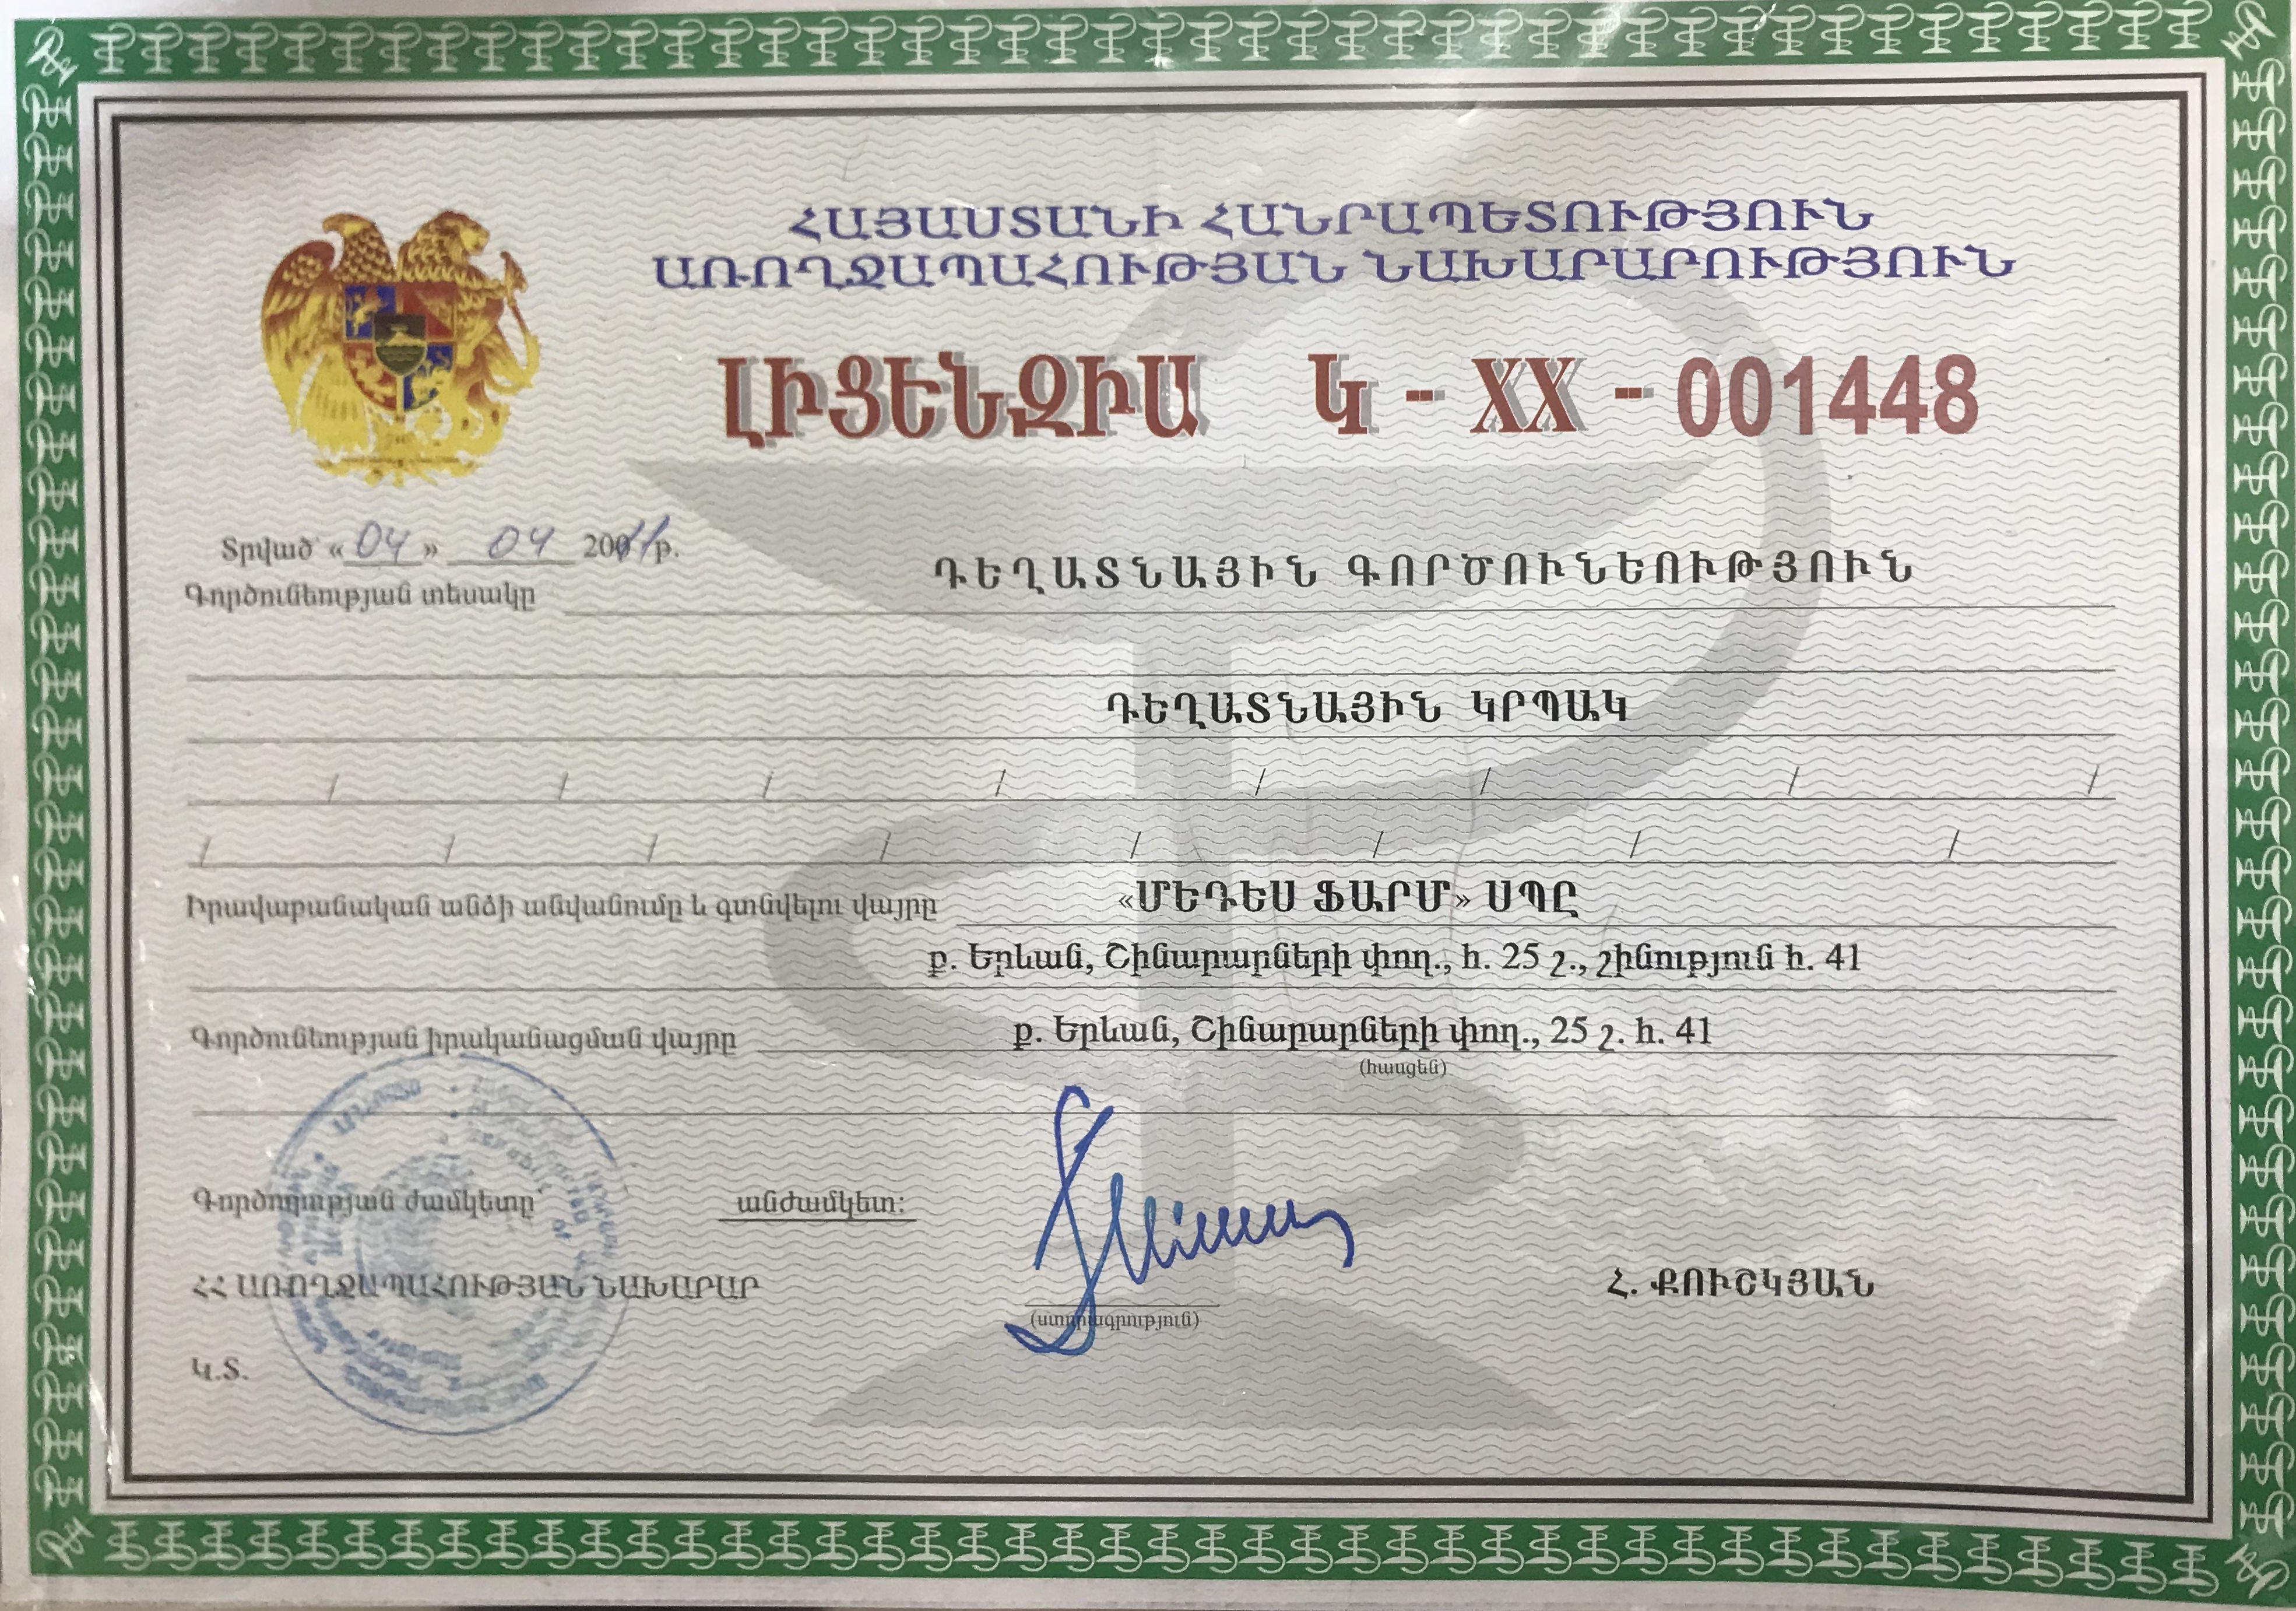 ՀԱՅԱՍՏԱՆԻ ՀԱՆՐԱՊԵՏՈՒԹՅՈՒՆ
ԱՌՈՂՋԱՊԱՀՈՒԹՅԱՆ ՆԱԽԱՐԱՐՈՒԹՅՈՒՆ
ԼԻՑԵՆԶԻԱ Կ - XX - 001448
Տրված՝ «04» 04 2011թ.
Գործունեության տեսակը ԴԵՂԱՏՆԱՅԻՆ ԳՈՐԾՈՒՆԵՈՒԹՅՈՒՆ
ԴԵՂԱՏՆԱՅԻՆ ԿՐՊԱԿ
/ / / / / / / /
/ / / / / / / /
Իրավաբանական անձի անվանումը և գտնվելու վայրը «ՄԵԴԵՍ ՖԱՐՄ» ՍՊԸ
ք. Երևան, Շինարարների փող., հ. 25 շ., շինություն հ. 41
Գործունեության իրականացման վայրը ք. Երևան, Շինարարների փող., 25 շ. հ. 41
(հասցեն)
Գործողության ժամկետը՝ անժամկետ:
ՀՀ ԱՌՈՂՋԱՊԱՀՈՒԹՅԱՆ ՆԱԽԱՐԱՐ Հ. ՔՈՒՇԿՅԱՆ
(ստորագրություն)
Կ.Տ.